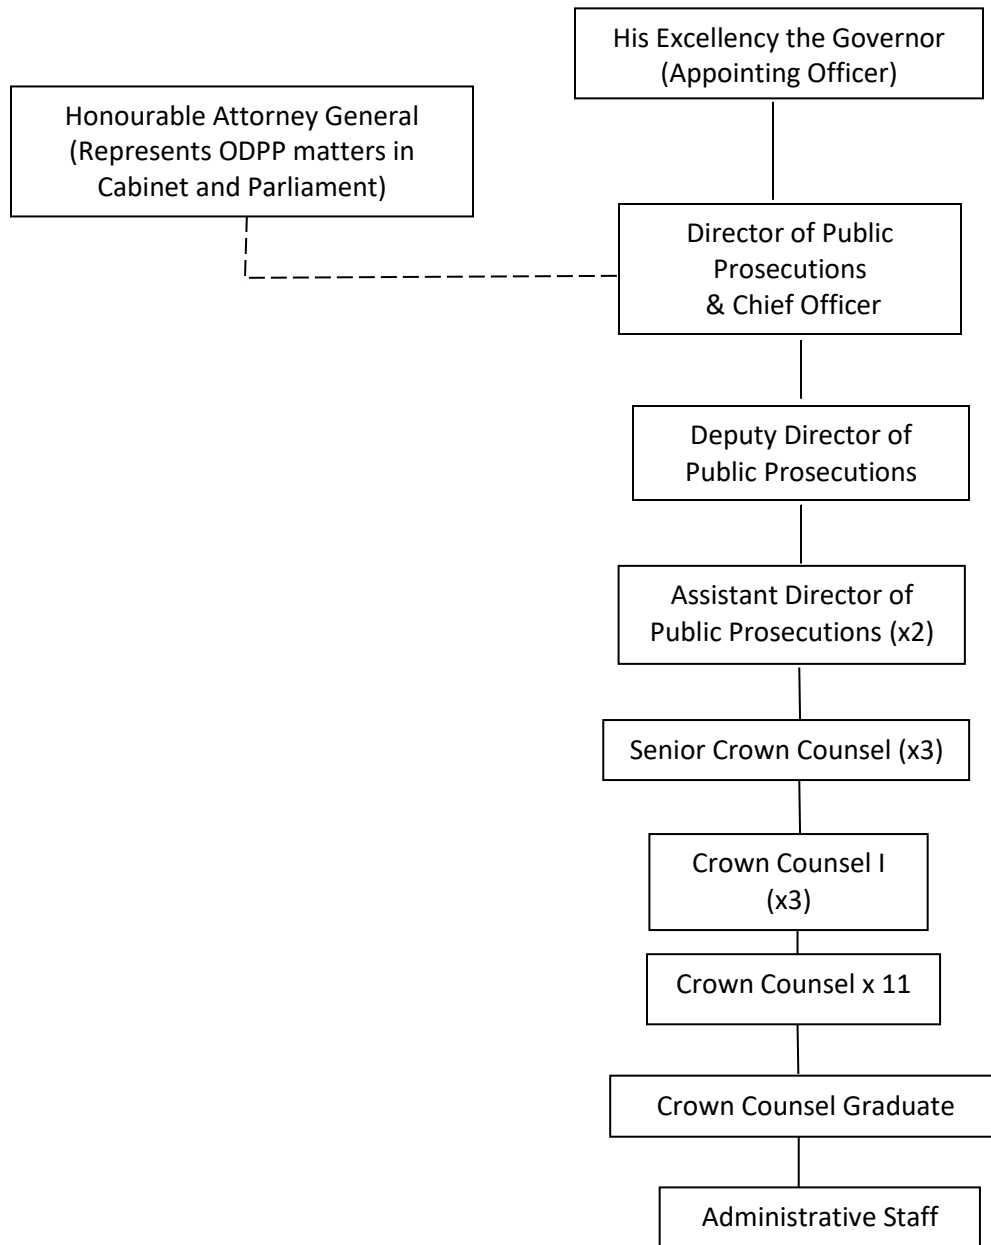 His Excellency the Governor
(Appointing Officer)
Honourable Attorney General
(Represents ODPP matters in
Cabinet and Parliament)
Director of Public
Prosecutions
& Chief Officer
Deputy Director of
Public Prosecutions
Assistant Director of
Public Prosecutions (x2)
Senior Crown Counsel (x3)
Crown Counsel I
(x3)
Crown Counsel x 11
Crown Counsel Graduate
Administrative Staff